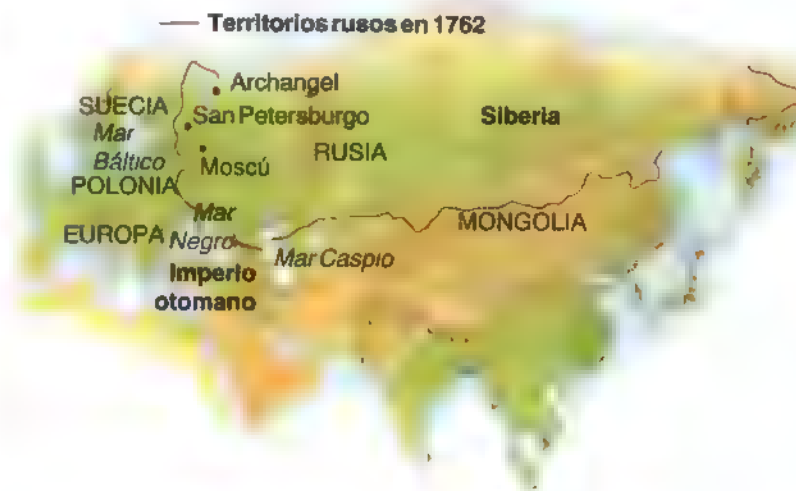 Territorios rusos en 1762
Archangel
SUECIA
San Petersburgo
Siberia
Mar
Báltico
Moscú
RUSIA
POLONIA
Mar
Negro
MONGOLIA
EUROPA
Mar Caspio
Imperio
otomano